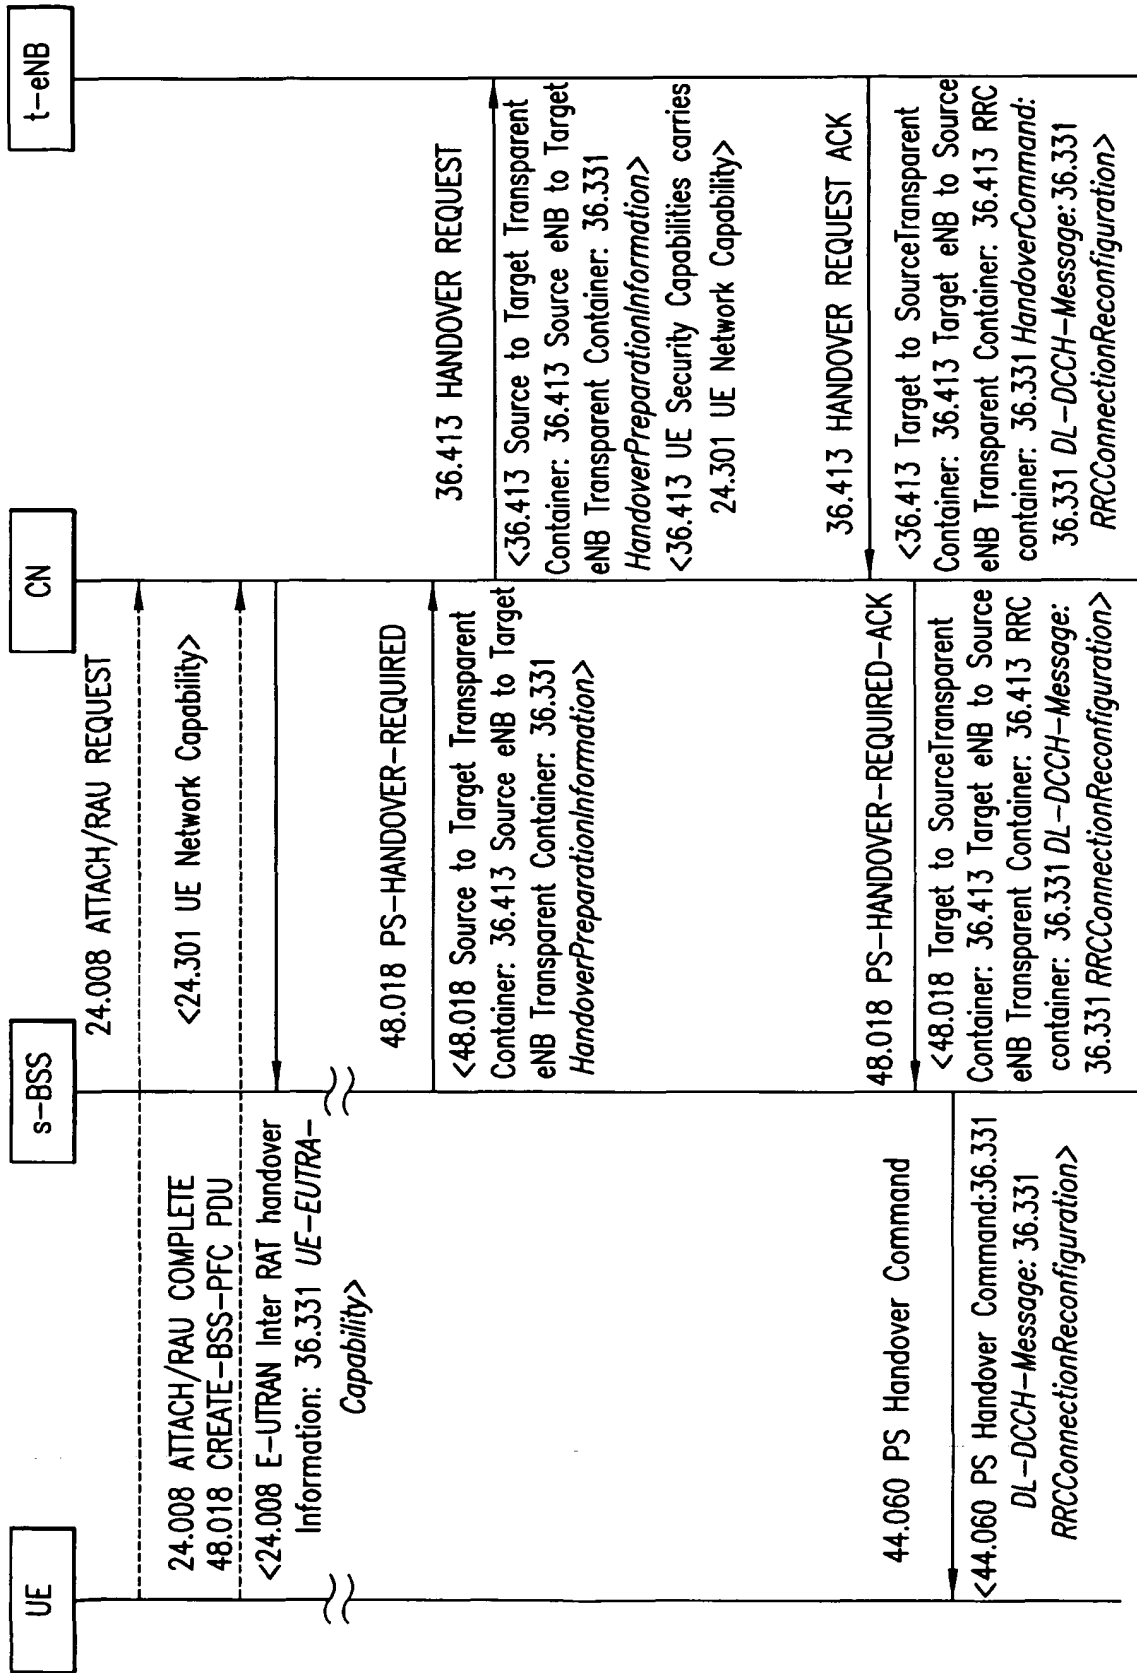 UE
s-BSS
CN
t-eNB
24.008 ATTACH/RAU REQUEST
<24.301 UE Network Capability>
24.008 ATTACH/RAU COMPLETE
48.018 CREATE-BSS-PFC PDU
<24.008 E-UTRAN Inter RAT handover
Information: 36.331 UE-EUTRA-
Capability>
48.018 PS-HANDOVER-REQUIRED
<48.018 Source to Target Transparent
Container: 36.413 Source eNB to Target
eNB Transparent Container: 36.331
HandoverPreparationInformation>
36.413 HANDOVER REQUEST
<36.413 Source to Target Transparent
Container: 36.413 Source eNB to Target
eNB Transparent Container: 36.331
HandoverPreparationInformation>
<36.413 UE Security Capabilities carries
24.301 UE Network Capability>
36.413 HANDOVER REQUEST ACK
<36.413 Target to SourceTransparent
Container: 36.413 Target eNB to Source
eNB Transparent Container: 36.413 RRC
container: 36.331 HandoverCommand:
36.331 DL-DCCH-Message: 36.331
RRCConnectionReconfiguration>
48.018 PS-HANDOVER-REQUIRED-ACK
<48.018 Target to SourceTransparent
Container: 36.413 Target eNB to Source
eNB Transparent Container: 36.413 RRC
container: 36.331 DL-DCCH-Message:
36.331 RRCConnectionReconfiguration>
44.060 PS Handover Command
<44.060 PS Handover Command:36.331
DL-DCCH-Message: 36.331
RRCConnectionReconfiguration>